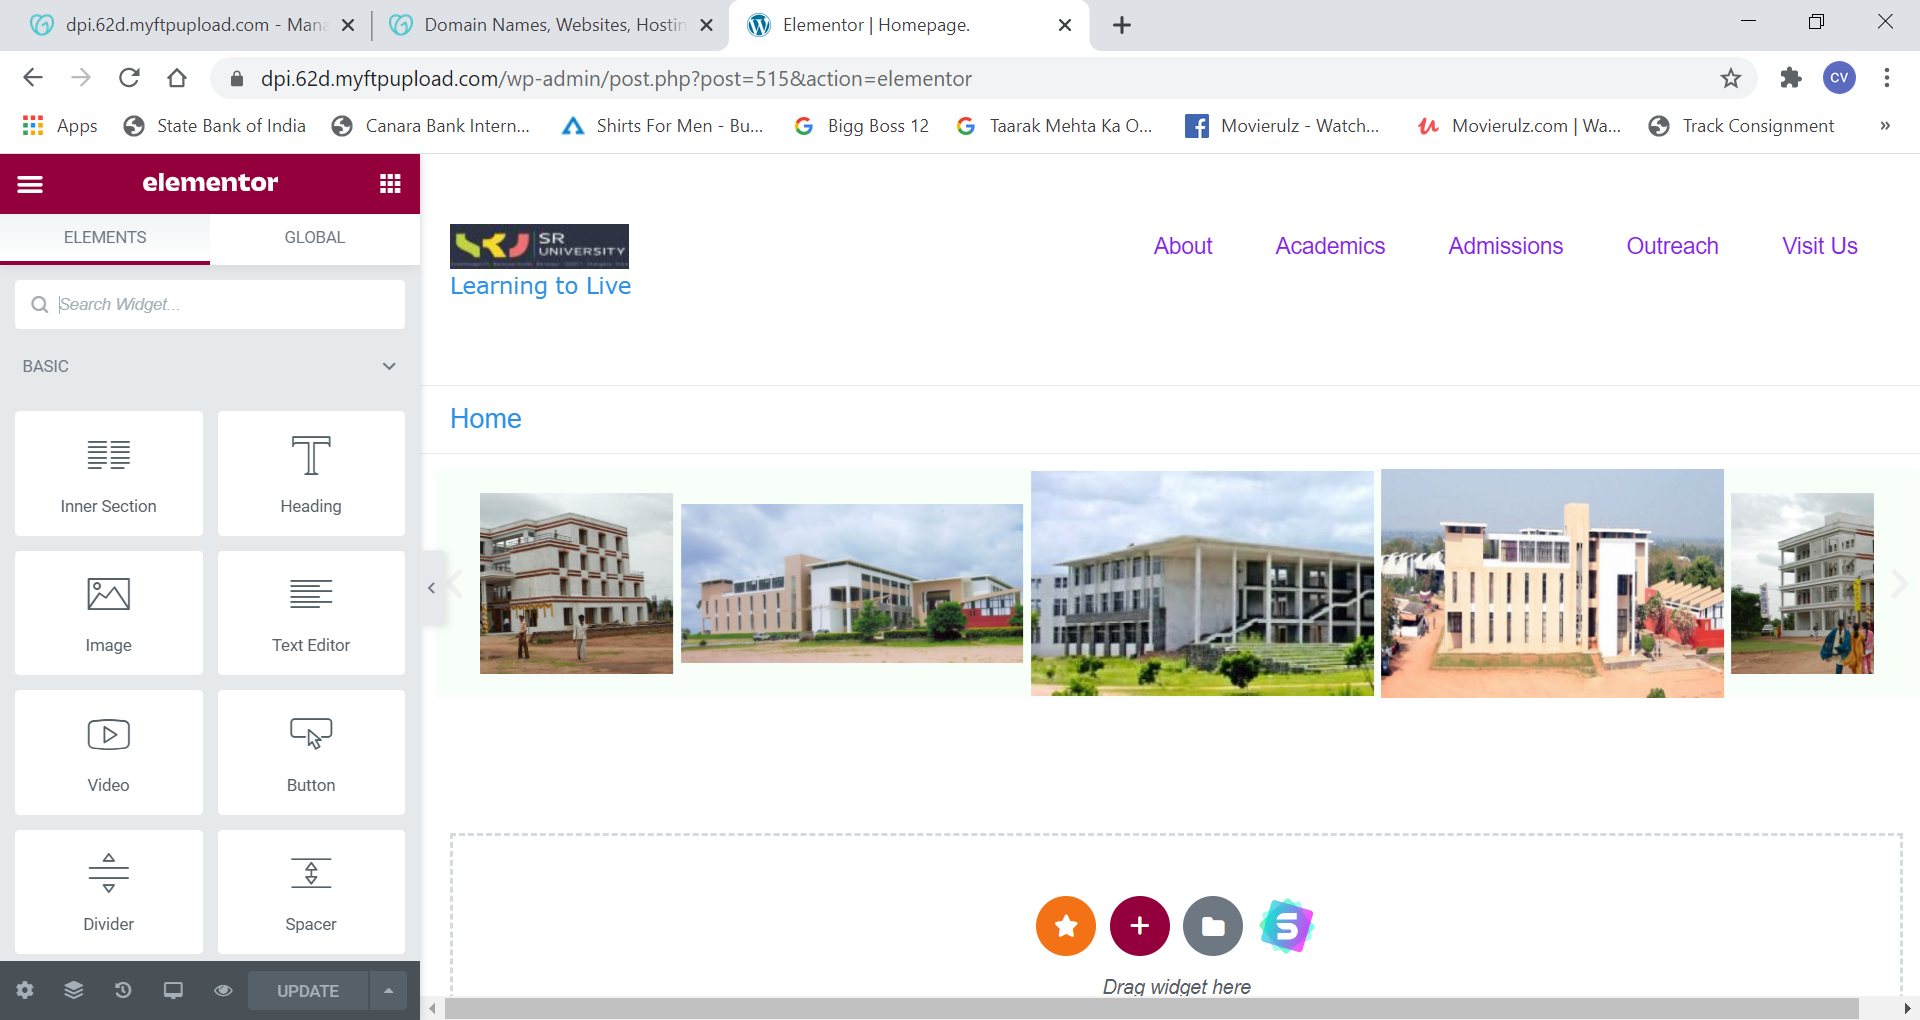 dpi.62d.myftpupload.com - Mana
Domain Names, Websites, Hostin
Elementor | Homepage.
dpi.62d.myftpupload.com/wp-admin/post.php?post=515&action=elementor
CV
Apps
State Bank of India
Canara Bank Intern...
Shirts For Men - Bu...
Bigg Boss 12
Taarak Mehta Ka O...
Movierulz - Watch...
Movierulz.com | Wa...
Track Consignment
»
elementor
ELEMENTS
GLOBAL
Search Widget...
BASIC
Inner Section
Heading
Image
Text Editor
Video
Button
Divider
Spacer
UPDATE
SR
UNIVERSITY
Learning to Live
About
Academics
Admissions
Outreach
Visit Us
Home
Drag widget here